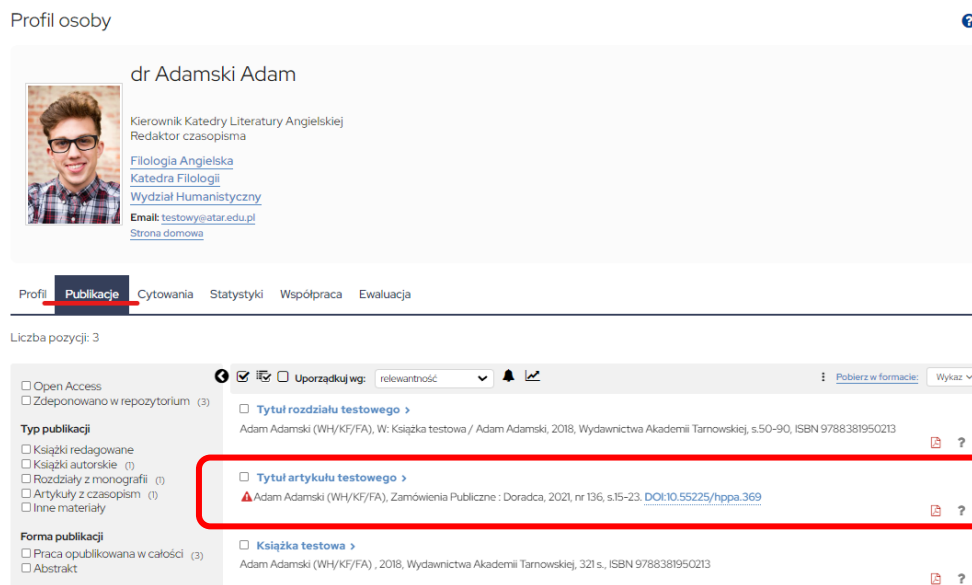 Profil osoby
dr Adamski Adam
Kierownik Katedry Literatury Angielskiej
Redaktor czasopisma
Filologia Angielska
Katedra Filologii
Wydział Humanistyczny
Email: testowy@atar.edu.pl
Strona domowa
Profil Publikacje Cytowania Statystyki Współpraca Ewaluacja
Liczba pozycji: 3
Uporządkuj wg: relewantność Pobierz w formacie: Wykaz
Open Access
Zdeponowano w repozytorium (3)
Typ publikacji
Książki redagowane
Książki autorskie (1)
Rozdziały z monografii (1)
Artykuły z czasopism (1)
Inne materiały
Forma publikacji
Praca opublikowana w całości (3)
Abstrakt
Tytuł rozdziału testowego >
Adam Adamski (WH/KF/FA), W: Książka testowa / Adam Adamski, 2018, Wydawnictwa Akademii Tarnowskiej, s.50-90, ISBN 9788381950213
?
Tytuł artykułu testowego >
Adam Adamski (WH/KF/FA), Zamówienia Publiczne : Doradca, 2021, nr 136, s.15-23. DOI:10.55225/hppa.369
?
Książka testowa >
Adam Adamski (WH/KF/FA) , 2018, Wydawnictwa Akademii Tarnowskiej, 321 s., ISBN 9788381950213
?